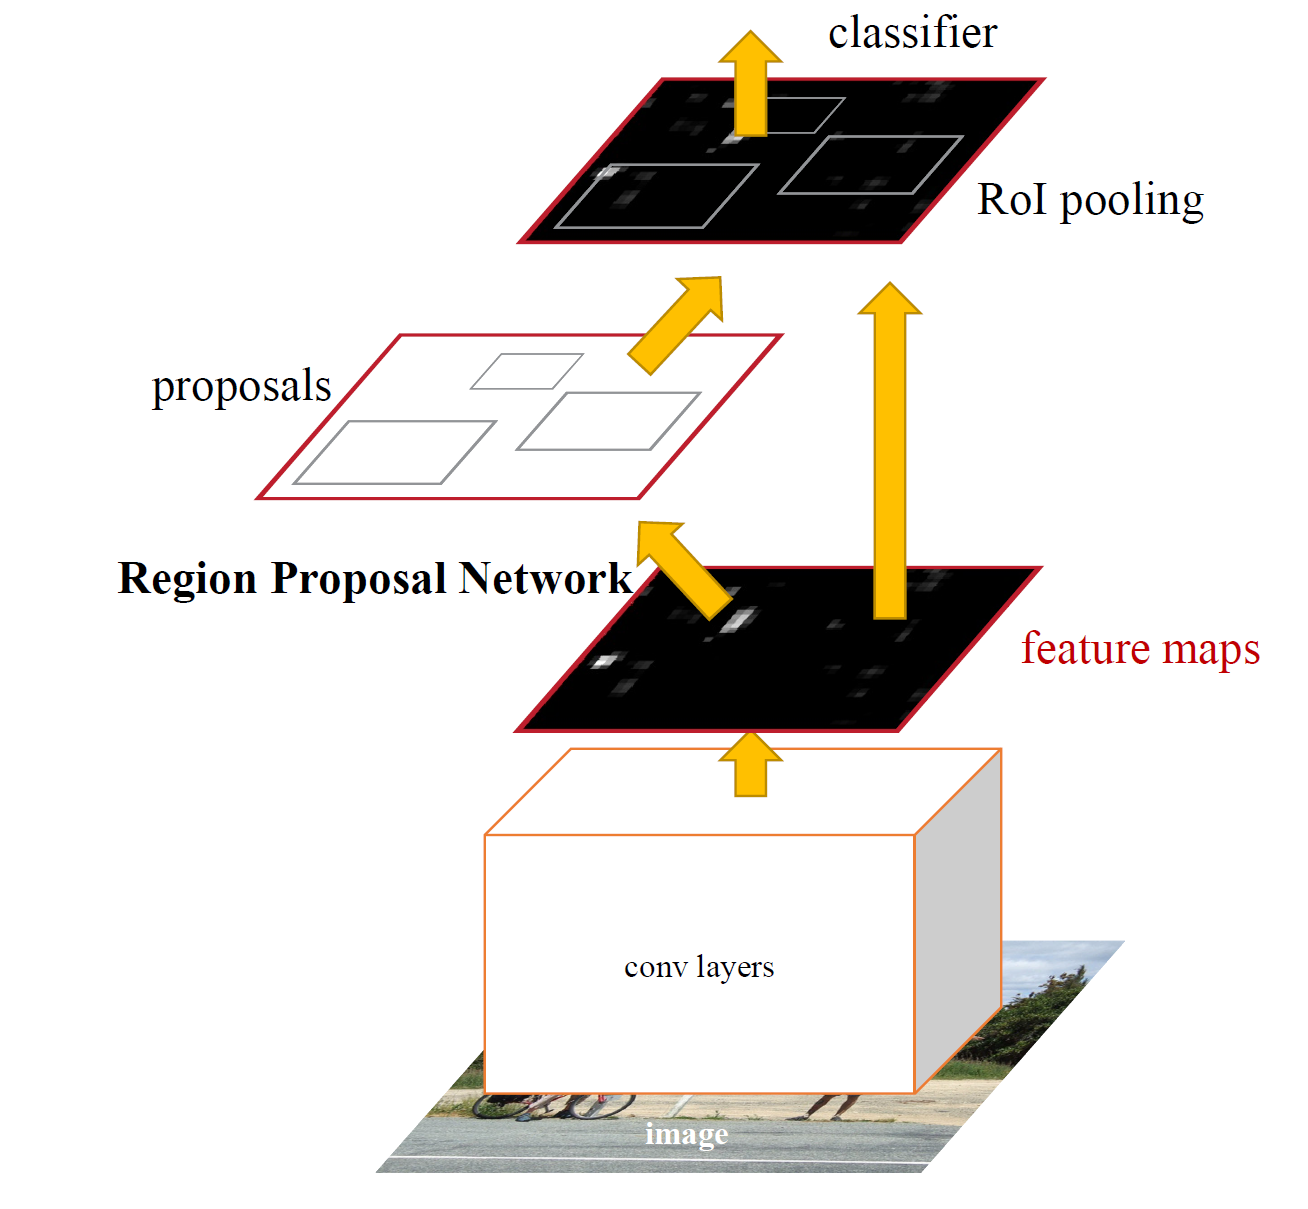 classifier
RoI pooling
proposals
Region Proposal Network
feature maps
conv layers
image